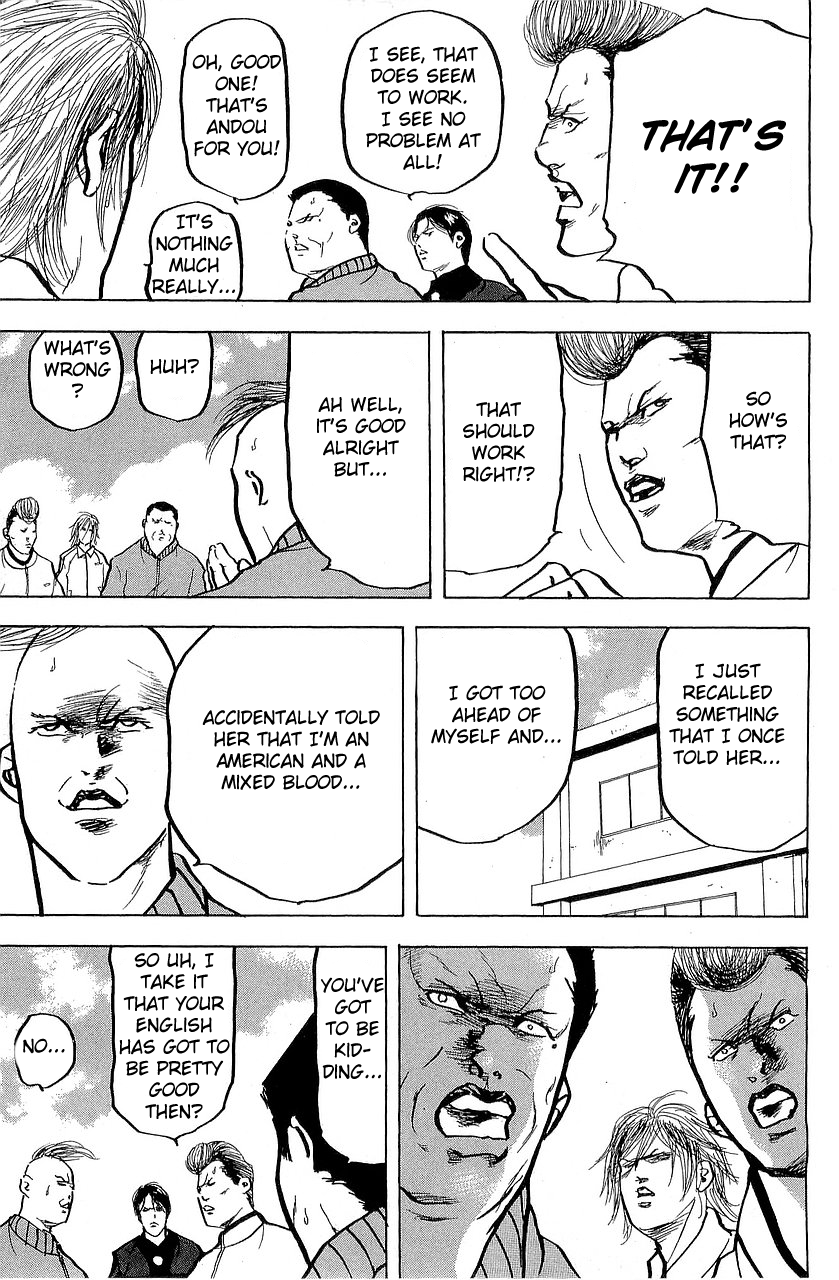 THAT'S
IT!!
I SEE, THAT
DOES SEEM
TO WORK.
I SEE NO
PROBLEM AT
ALL!
OH, GOOD
ONE!
THAT'S
ANDOU
FOR YOU!
IT'S
NOTHING
MUCH
REALLY...
SO
HOW'S
THAT?
THAT
SHOULD
WORK
RIGHT!?
AH WELL,
IT'S GOOD
ALRIGHT
BUT...
HUH?
WHAT'S
WRONG
?
I JUST
RECALLED
SOMETHING
THAT I ONCE
TOLD HER...
I GOT TOO
AHEAD OF
MYSELF AND...
ACCIDENTALLY TOLD
HER THAT I'M AN
AMERICAN AND A
MIXED BLOOD...
YOU'VE
GOT
TO BE
KID-
DING...
SO UH, I
TAKE IT
THAT YOUR
ENGLISH
HAS GOT TO
BE PRETTY
GOOD
THEN?
NO...